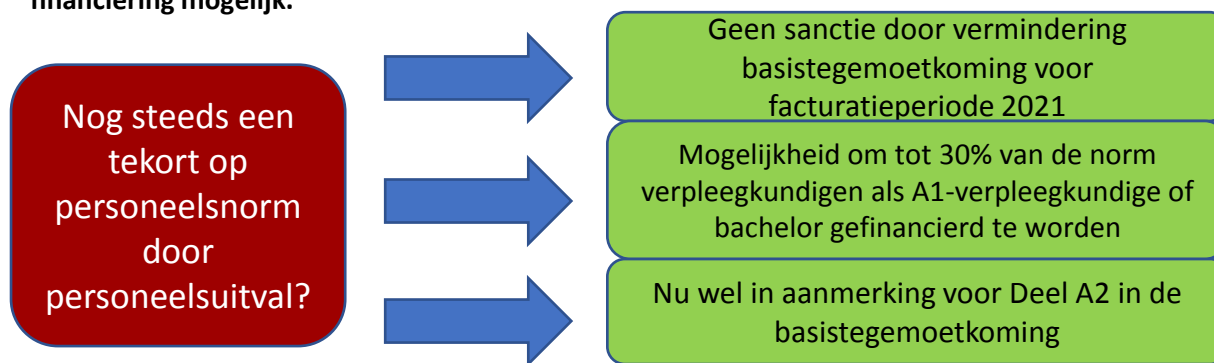 financiering mogelijk.
Nog steeds een
tekort op
personeelsnorm
door
personeelsuitval?
Geen sanctie door vermindering
basistegemoetkoming voor
facturatieperiode 2021
Mogelijkheid om tot 30% van de norm
verpleegkundigen als A1-verpleegkundige of
bachelor gefinancierd te worden
Nu wel in aanmerking voor Deel A2 in de
basistegemoetkoming